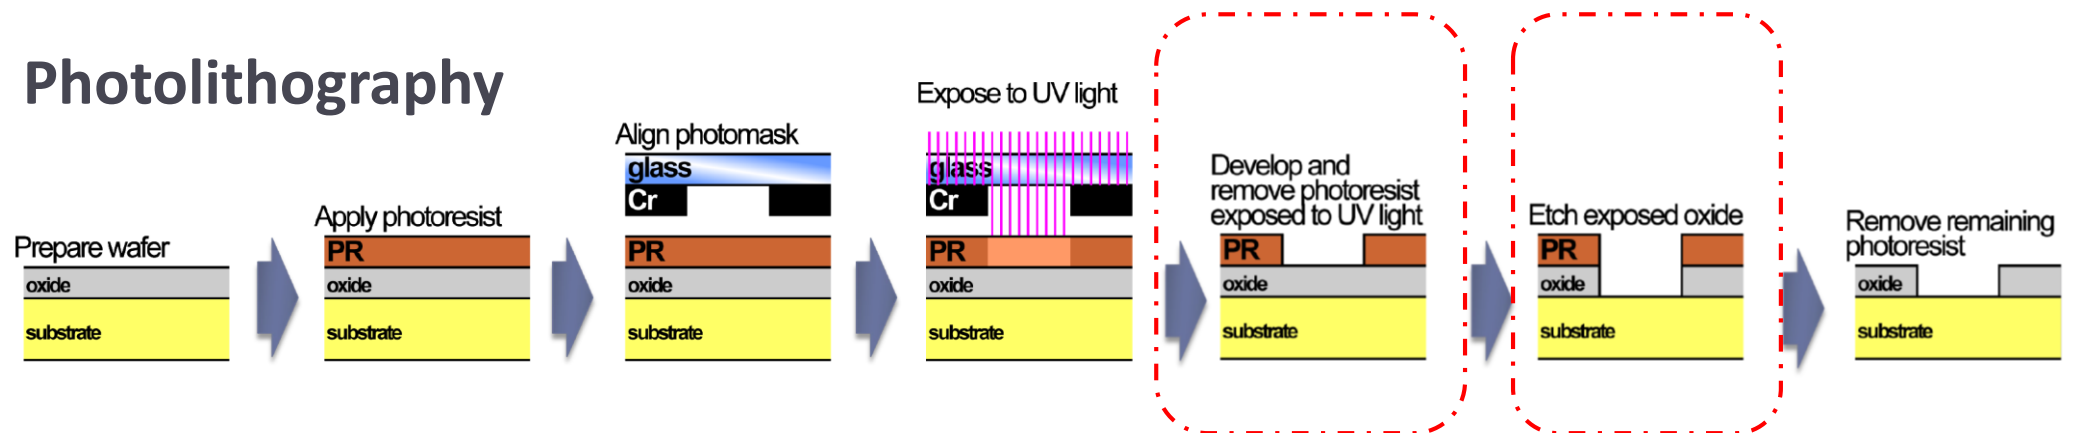 Photolithography
Prepare wafer
oxide
substrate
Apply photoresist
PR
oxide
substrate
Align photomask
glass
Cr
PR
oxide
substrate
Expose to UV light
glass
Cr
PR
oxide
substrate
Develop and
remove photoresist
exposed to UV light
PR
oxide
substrate
Etch exposed oxide
PR
oxide
substrate
Remove remaining
photoresist
oxide
substrate